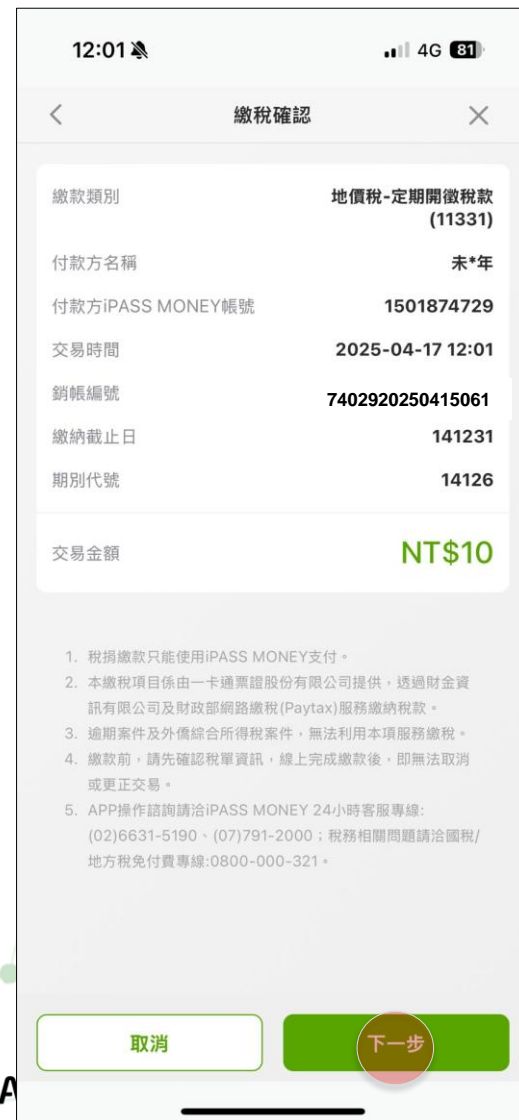 12:01
4G 81
繳稅確認
繳款類別
地價稅-定期開徵稅款
(11331)
付款方名稱
未*年
付款方iPASS MONEY帳號
1501874729
交易時間
2025-04-17 12:01
銷帳編號
7402920250415061
繳納截止日
141231
期別代號
14126
交易金額
NT$10
1. 稅捐繳款只能使用iPASS MONEY支付。
2. 本繳稅項目係由一卡通票證股份有限公司提供，透過財金資
訊有限公司及財政部網路繳稅(Paytax)服務繳納稅款。
3. 逾期案件及外僑綜合所得稅案件，無法利用本項服務繳稅。
4. 繳款前，請先確認稅單資訊，線上完成繳款後，即無法取消
或更正交易。
5. APP操作諮詢請洽iPASS MONEY 24小時客服專線:
(02)6631-5190、(07)791-2000；稅務相關問題請洽國稅/
地方稅免付費專線:0800-000-321。
取消
下一步
A